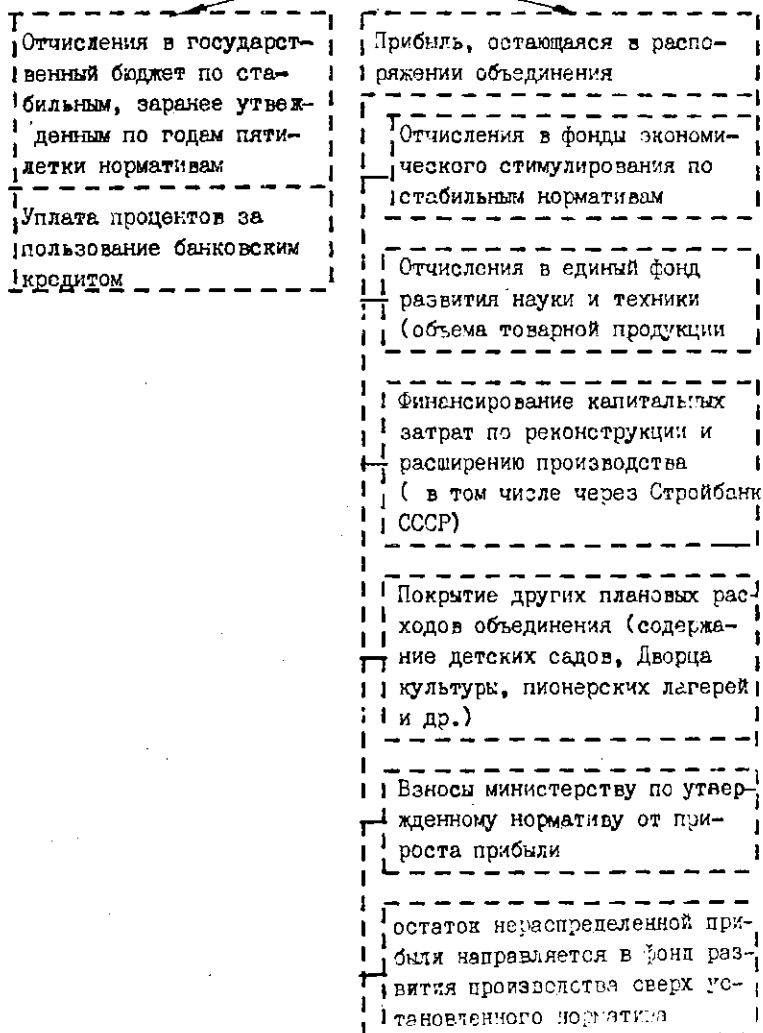 Отчисления в государст-
венный бюджет по ста-
бильным, заранее утвеж-
денным по годам пяти-
летки нормативам
Уплата процентов за
пользование банковским
кредитом
Прибыль, остающаяся в распо-
ряжении объединения
Отчисления в фонды экономи-
ческого стимулирования по
стабильным нормативам
Отчисления в единый фонд
развития науки и техники
(объема товарной продукции
Финансирование капитальных
затрат по реконструкции и
расширению производства
( в том числе через Стройбанк
СССР)
Покрытие других плановых рас-
ходов объединения (содержа-
ние детских садов, Дворца
культуры, пионерских лагерей
и др.)
Взносы министерству по утвер-
жденному нормативу от при-
роста прибыли
остаток нераспределенной при-
были направляется в фонд раз-
вития производства сверх ус-
тановленного норматива